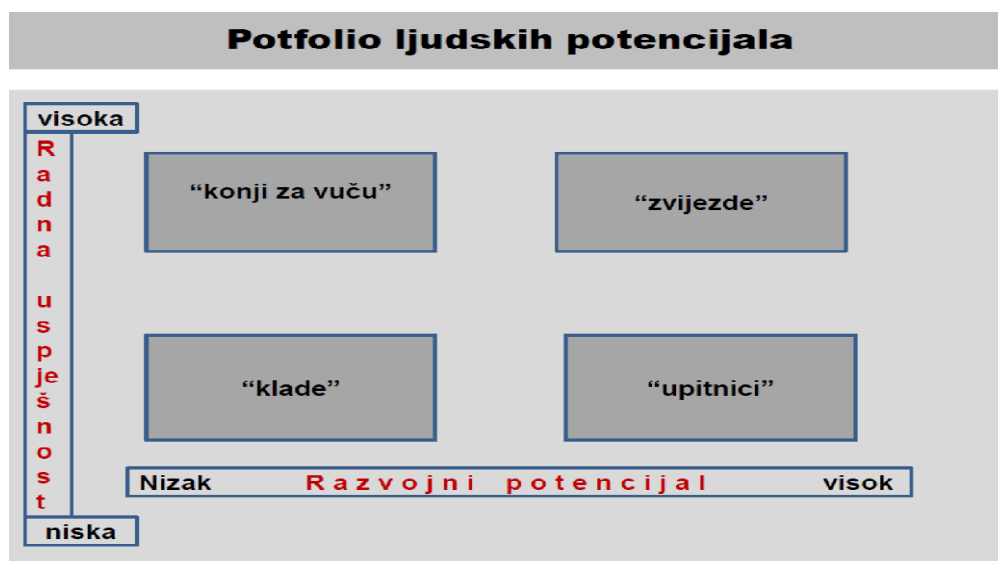 Potfolio ljudskih potencijala
visoka
Radna uspješnost
niska
“konji za vuču”
“zvijezde”
“klade”
“upitnici”
Nizak Razvojni potencijal visok